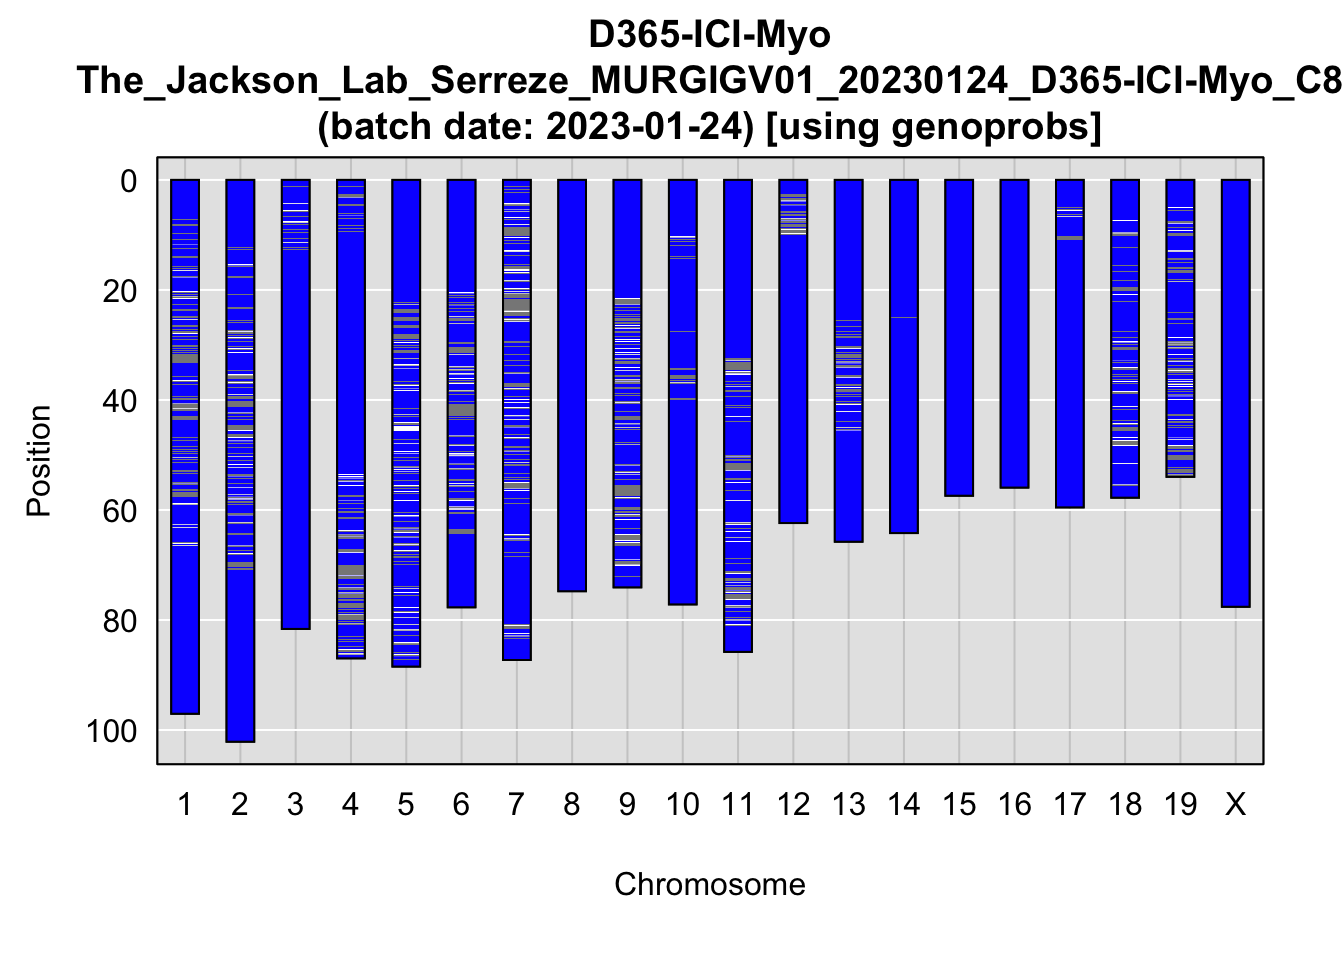 D365-ICI-Myo
The_Jackson_Lab_Serreze_MURGIGV01_20230124_D365-ICI-Myo_C8
(batch date: 2023-01-24) [using genoprobs]
0
20
40
60
80
100
Position
1 2 3 4 5 6 7 8 9 10 11 12 13 14 15 16 17 18 19 X
Chromosome